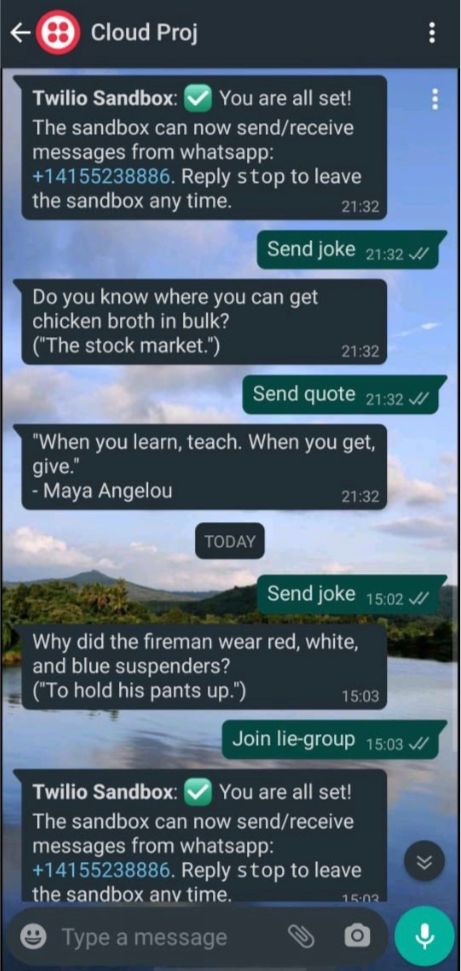 Cloud Proj
Twilio Sandbox: ✅ You are all set!
The sandbox can now send/receive
messages from whatsapp:
+14155238886. Reply stop to leave
the sandbox any time.
21:32
Send joke 21:32
Do you know where you can get
chicken broth in bulk?
("The stock market.")
21:32
Send quote 21:32
"When you learn, teach. When you get,
give."
- Maya Angelou
21:32
TODAY
Send joke 15:02
Why did the fireman wear red, white,
and blue suspenders?
("To hold his pants up.")
15:03
Join lie-group 15:03
Twilio Sandbox: ✅ You are all set!
The sandbox can now send/receive
messages from whatsapp:
+14155238886. Reply stop to leave
the sandbox any time.
15:03
Type a message